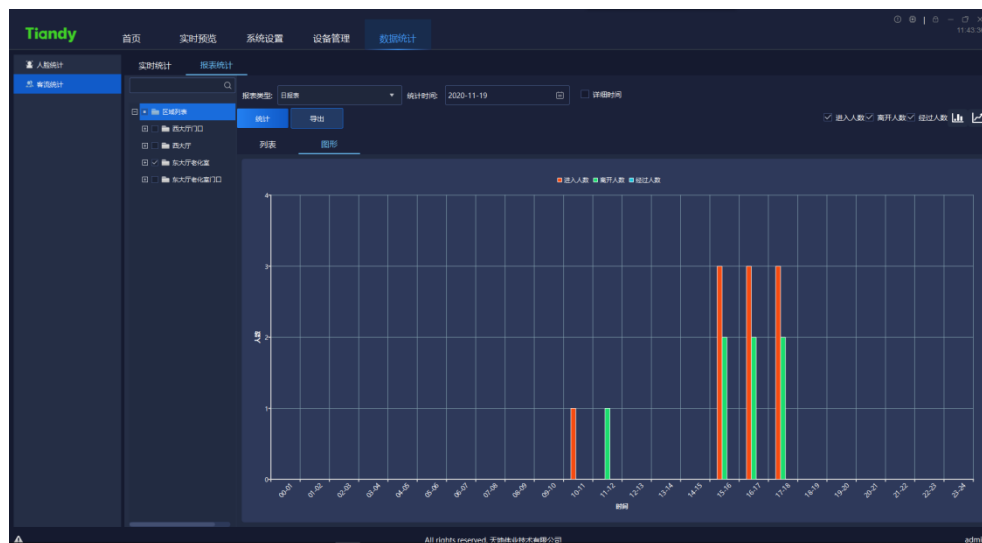 11:43:30
Tiandy 首页 实时预览 系统设置 设备管理 数据统计
人脸统计
客流统计
实时统计 报表统计
区域列表
西大厅门口
西大厅
东大厅老化室
东大厅老化室门口
报表类型: 日报表 统计时间: 2020-11-19 详细时间
统计 导出
进入人数 离开人数 经过人数
列表 图形
进入人数 离开人数 经过人数
4
3
2
1
0
人数
00-01 01-02 02-03 03-04 04-05 05-06 06-07 07-08 08-09 09-10 10-11 11-12 12-13 13-14 14-15 15-16 16-17 17-18 18-19 19-20 20-21 21-22 22-23 23-24
时间
All rights reserved. 天地伟业技术有限公司
admi